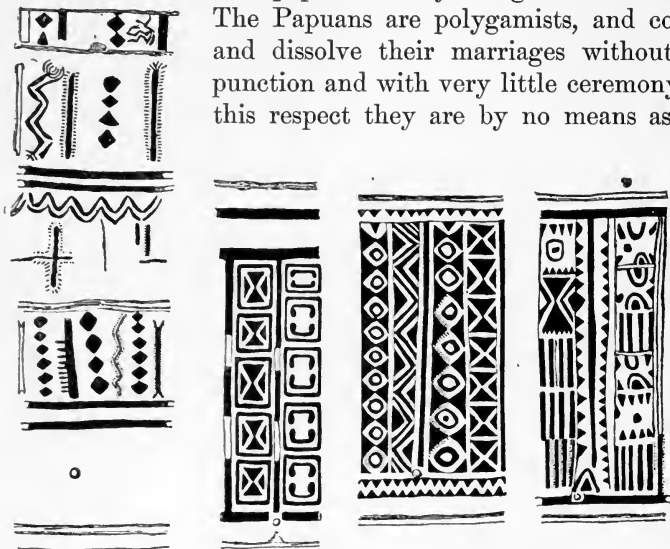 The Papuans are polygamists, and
and dissolve their marriages without
punction and with very little ceremony
this respect they are by no means as